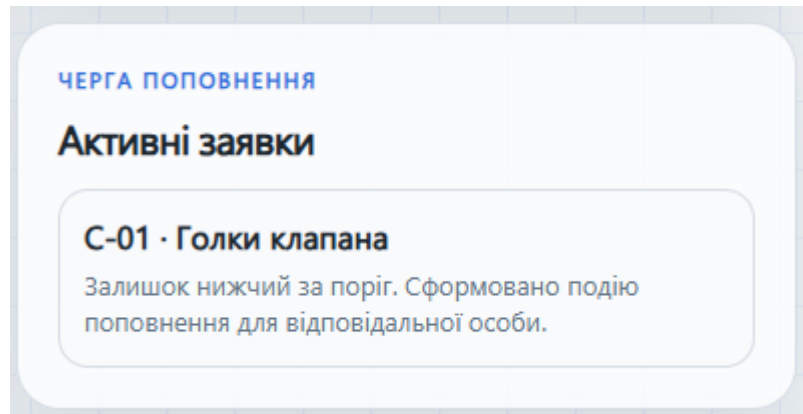 ЧЕРГА ПОПОВНЕННЯ
Активні заявки
C-01 · Голки клапана
Залишок нижчий за поріг. Сформовано подію
поповнення для відповідальної особи.